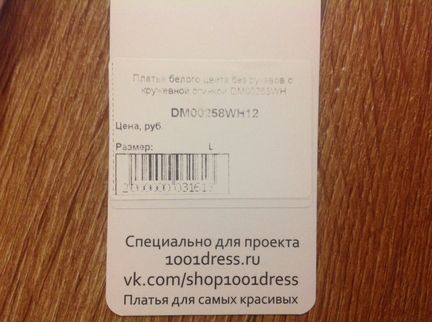 Платье белого цвета без рукавов с
кружевной спинкой DM00258WH
DM00258WH12
Цена, руб.
Размер: L
Специально для проекта
1001dress.ru
vk.com/shop1001dress
Платья для самых красивых